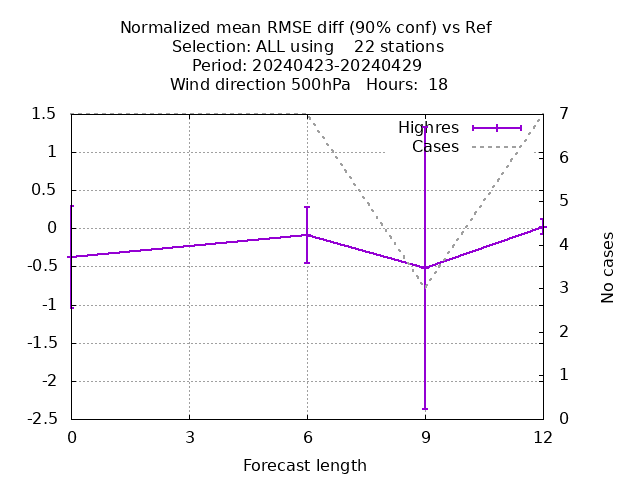 Normalized mean RMSE diff (90% conf) vs Ref
Selection: ALL using    22 stations
Period: 20240423-20240429
Wind direction 500hPa   Hours:  18
Highres
Cases
1.5
1
0.5
0
-0.5
-1
-1.5
-2
-2.5
7
6
5
4
3
2
1
0
No cases
0 3 6 9 12
Forecast length